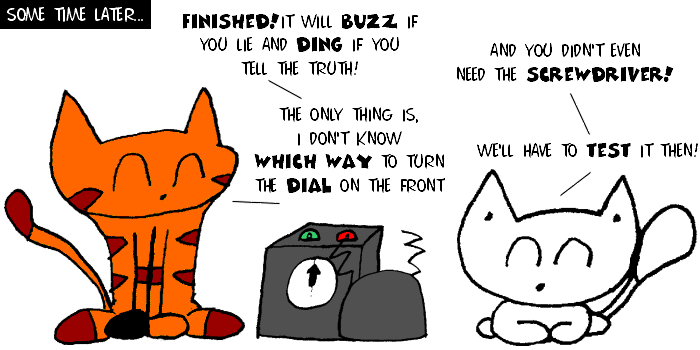 SOME TIME LATER...
FINISHED! IT WILL BUZZ IF
YOU LIE AND DING IF YOU
TELL THE TRUTH!
THE ONLY THING IS,
I DON'T KNOW
WHICH WAY TO TURN
THE DIAL ON THE FRONT
AND YOU DIDN'T EVEN
NEED THE SCREWDRIVER!
WE'LL HAVE TO TEST IT THEN!